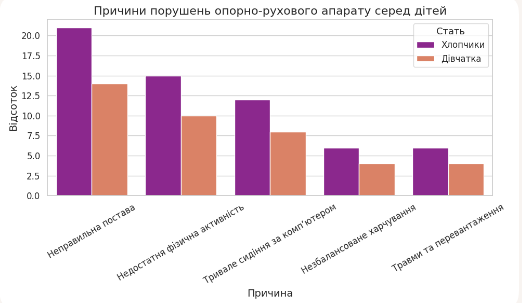 Причини порушень опорно-рухового апарату серед дітей
Стать
Хлопчики
Дівчатка
Відсоток
20.0
17.5
15.0
12.5
10.0
7.5
5.0
2.5
0.0
Неправильна постава
Недостатня фізична активність
Тривале сидіння за комп'ютером
Незбалансоване харчування
Травми та перевантаження
Причина